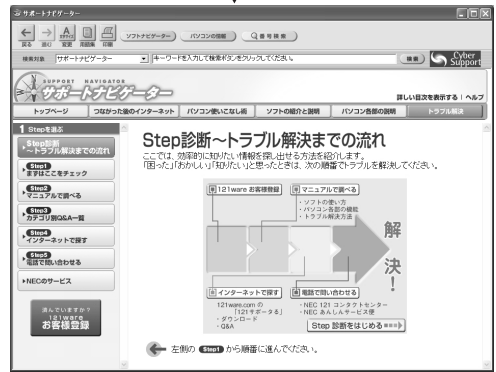 サポートナビゲーター
戻る 進む 文字サイズ 変更 用語集 印刷
ソフトナビゲーター パソコンの情報 番号検索
検索対象 サポートナビゲーター キーワードを入力して検索ボタンをクリックしてください。 検索 Cyber Support
SUPPORT NAVIGATOR
サポートナビゲーター
詳しい目次を表示する ヘルプ
トップページ つながった後のインターネット パソコン使いこなし術 ソフトの紹介と説明 パソコン各部の説明 トラブル解決
1 Stepを選ぶ
Step診断
～トラブル解決までの流れ
Step1
まずはここをチェック
Step2
マニュアルで調べる
Step3
カテゴリ別Q&A一覧
Step4
インターネットで探す
Step5
電話で問い合わせる
NECのサービス
済んでいますか?
121ware
お客様登録
Step診断～トラブル解決までの流れ
ここでは、効率的に知りたい情報を探し出せる方法を紹介します。
「困った」「おかしい」「知りたい」と思ったときは、次の順番でトラブルを解決してください。
121ware お客様登録
マニュアルで調べる
・ソフトの使い方
・パソコン各部の機能
・トラブル解決方法
解決!
インターネットで探す
121ware.com の
「121サポータる」
・ダウンロード
・Q&A
電話で問い合わせる
・NEC 121 コンタクトセンター
・NEC あんしんサービス便
Step 診断をはじめる
左側の Step1 から順番に進んでください。